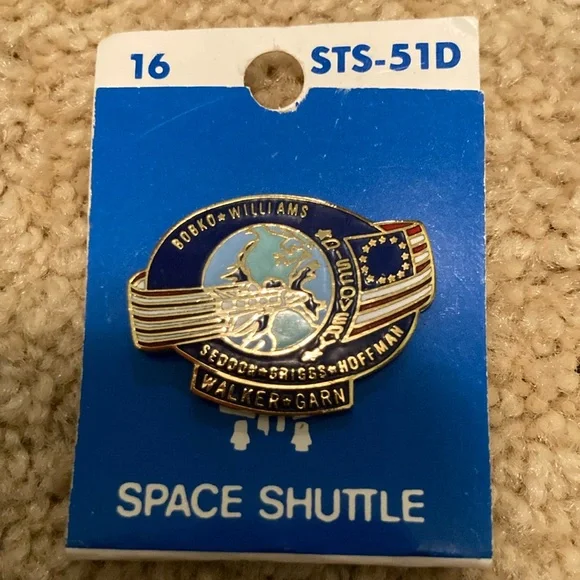 16
STS-51D
BOBKO★WILLIAMS
DISCOVERY
SEDDON★GRIGGS★HOFFMAN
WALKER★GARN
SPACE SHUTTLE